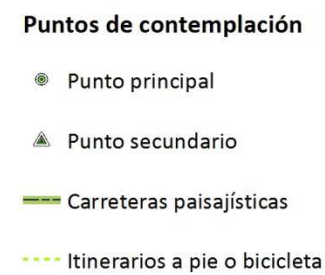 Puntos de contemplación
Punto principal
Punto secundario
Carreteras paisajísticas
Itinerarios a pie o bicicleta